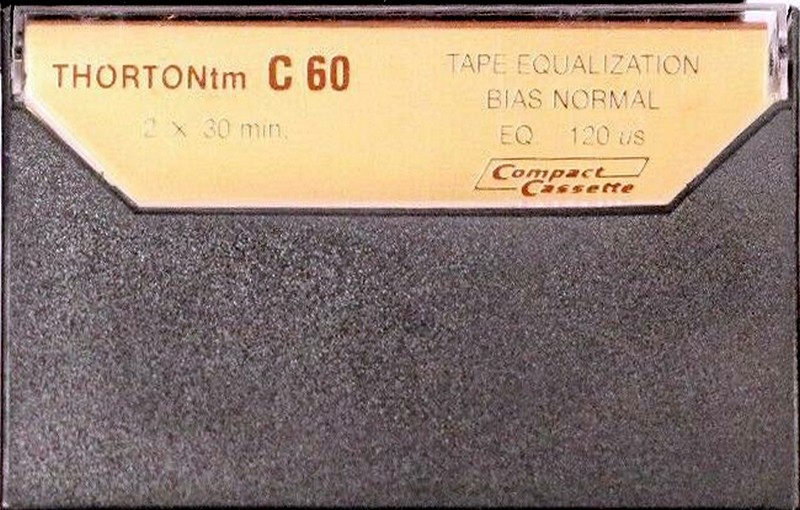 THORTONtm C 60
2 x 30 min.
TAPE EQUALIZATION
BIAS NORMAL
EQ. 120 us
Compact
Cassette